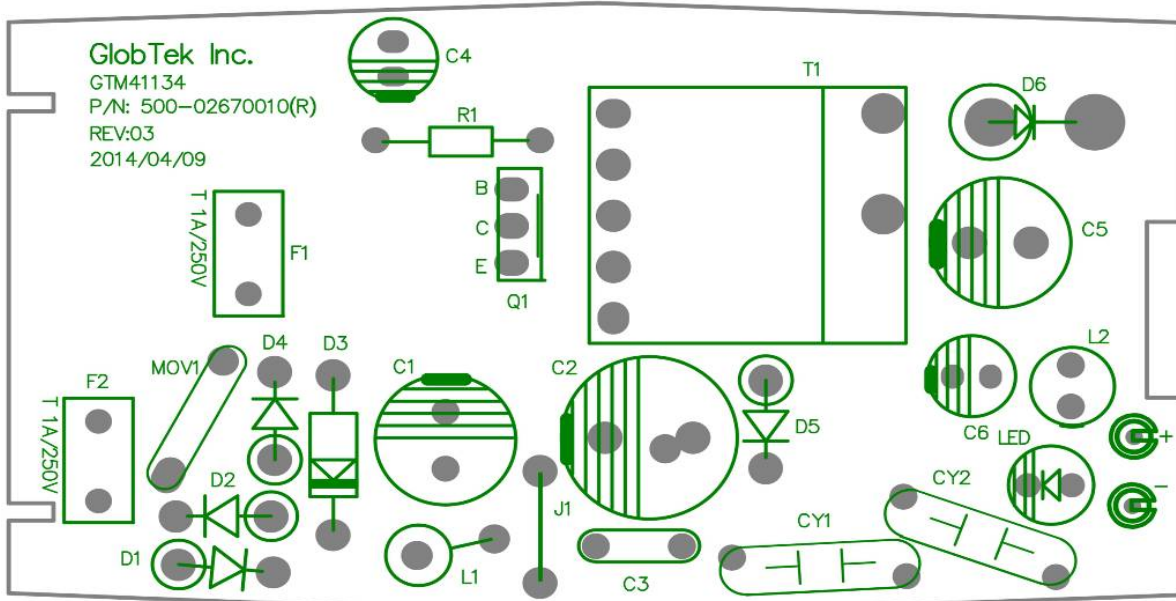 GlobTek Inc.
GTM41134
P/N: 500-02670010(R)
REV:03
2014/04/09
C4
T1
D6
R1
B
C
E
Q1
T 1A/250V
F1
C5
MOV1
D4
D3
C1
C2
L2
F2
T 1A/250V
D5
C6
LED
+
D2
J1
CY2
−
CY1
D1
L1
C3